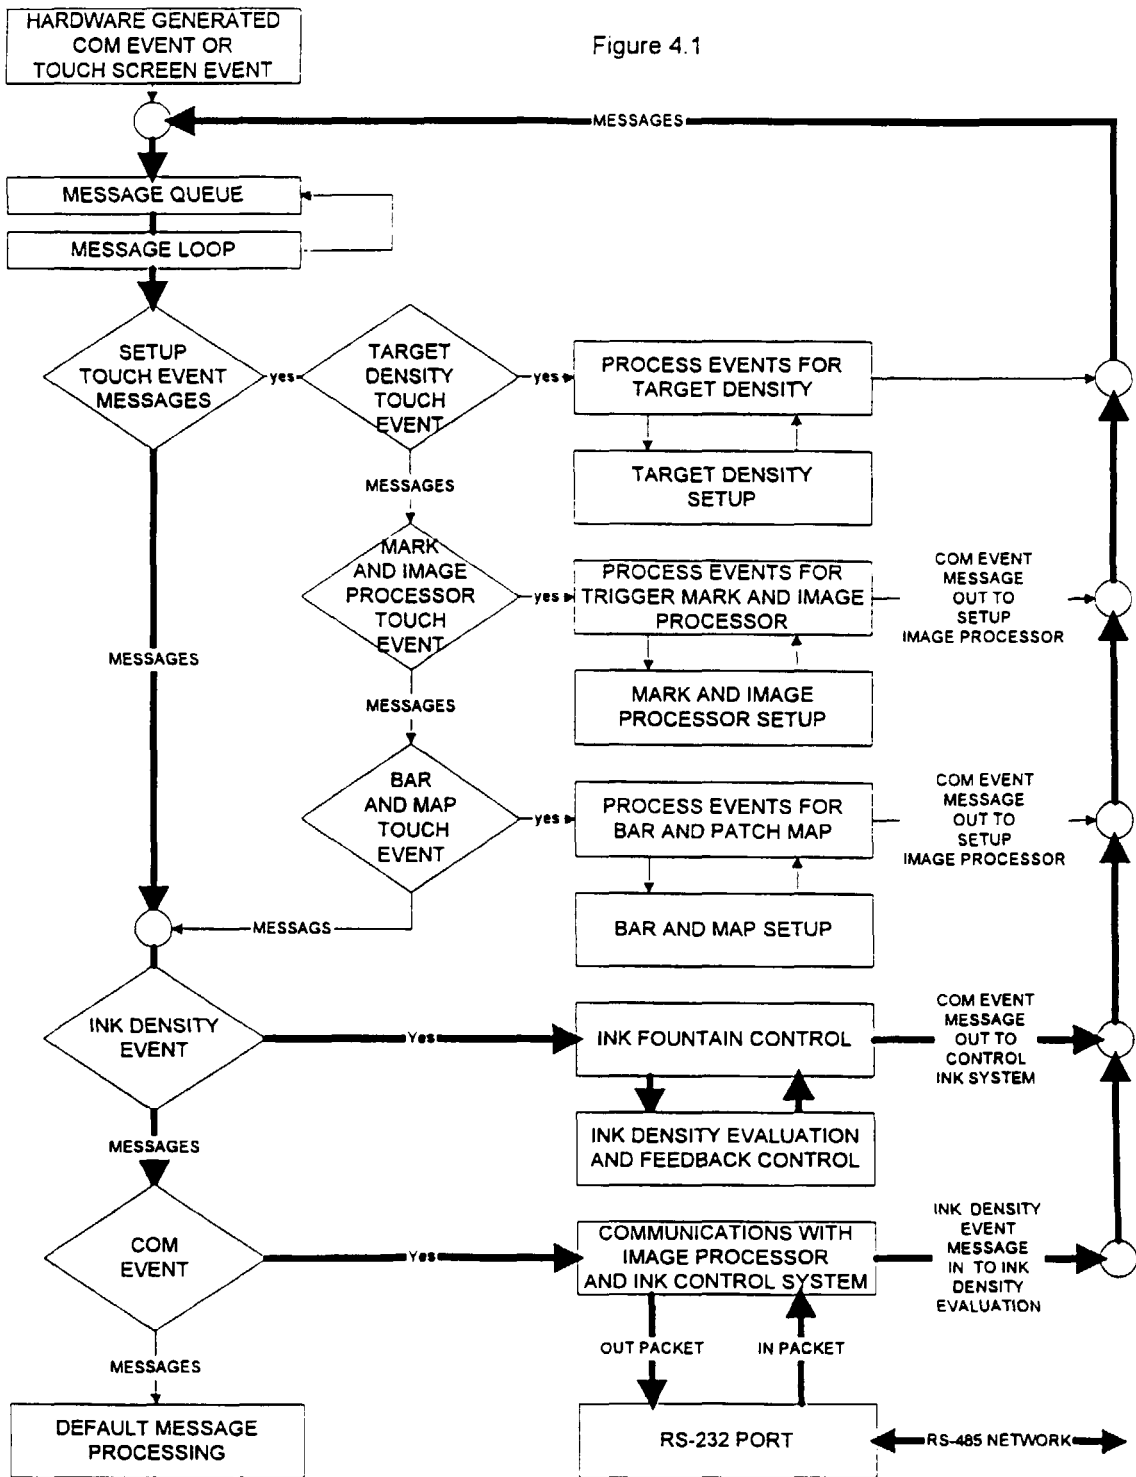 HARDWARE GENERATED
COM EVENT OR
TOUCH SCREEN EVENT
Figure 4.1
MESSAGES
MESSAGE QUEUE
MESSAGE LOOP
SETUP
TOUCH EVENT
MESSAGES
yes
TARGET
DENSITY
TOUCH
EVENT
yes
PROCESS EVENTS FOR
TARGET DENSITY
MESSAGES
TARGET DENSITY
SETUP
MARK
AND IMAGE
PROCESSOR
TOUCH
EVENT
yes
PROCESS EVENTS FOR
TRIGGER MARK AND IMAGE
PROCESSOR
COM EVENT
MESSAGE
OUT TO
SETUP
IMAGE PROCESSOR
MESSAGES
MESSAGES
MARK AND IMAGE
PROCESSOR SETUP
BAR
AND MAP
TOUCH
EVENT
yes
PROCESS EVENTS FOR
BAR AND PATCH MAP
COM EVENT
MESSAGE
OUT TO
SETUP
IMAGE PROCESSOR
MESSAGS
BAR AND MAP SETUP
INK DENSITY
EVENT
Yes
INK FOUNTAIN CONTROL
COM EVENT
MESSAGE
OUT TO
CONTROL
INK SYSTEM
MESSAGES
INK DENSITY EVALUATION
AND FEEDBACK CONTROL
COM
EVENT
Yes
COMMUNICATIONS WITH
IMAGE PROCESSOR
AND INK CONTROL SYSTEM
INK DENSITY
EVENT
MESSAGE
IN TO INK
DENSITY
EVALUATION
MESSAGES
OUT PACKET
IN PACKET
DEFAULT MESSAGE
PROCESSING
RS-232 PORT
RS-485 NETWORK